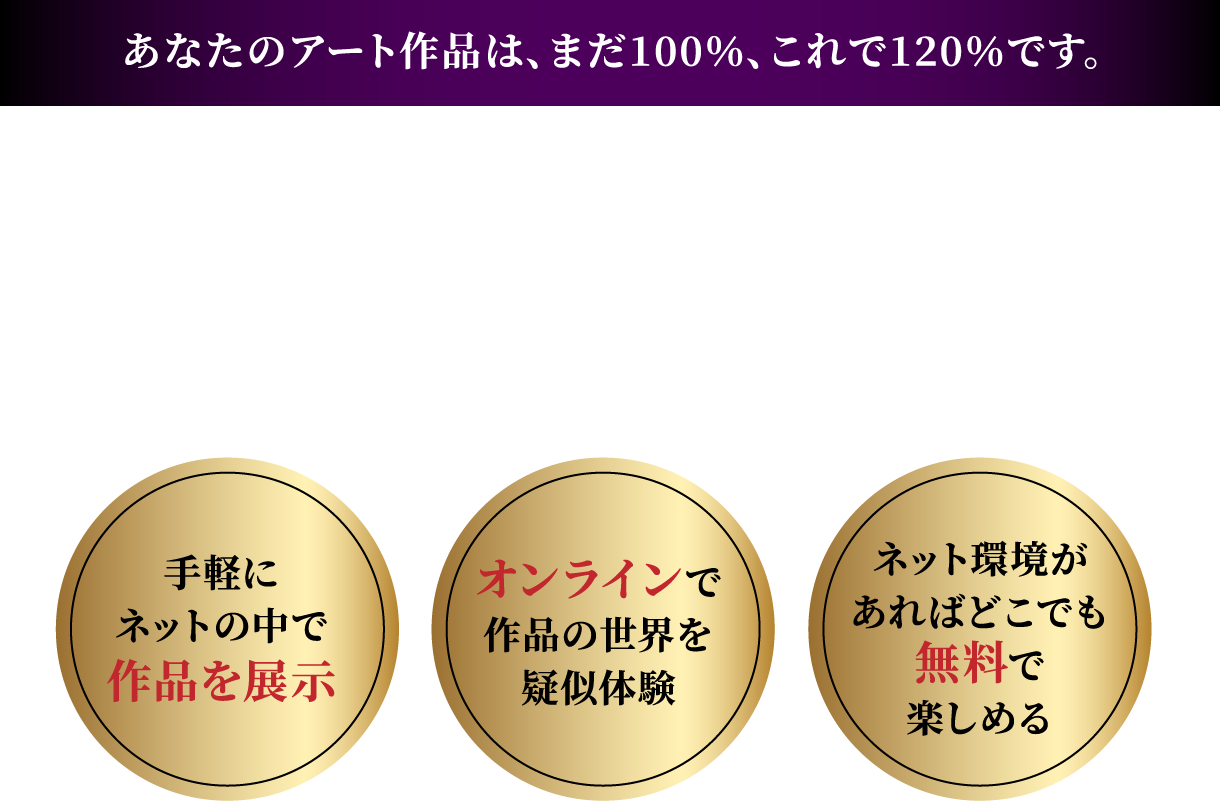 あなたのアート作品は、まだ100%、これで120%です。
手軽に
ネットの中で
作品を展示
オンラインで
作品の世界を
疑似体験
ネット環境が
あればどこでも
無料で
楽しめる